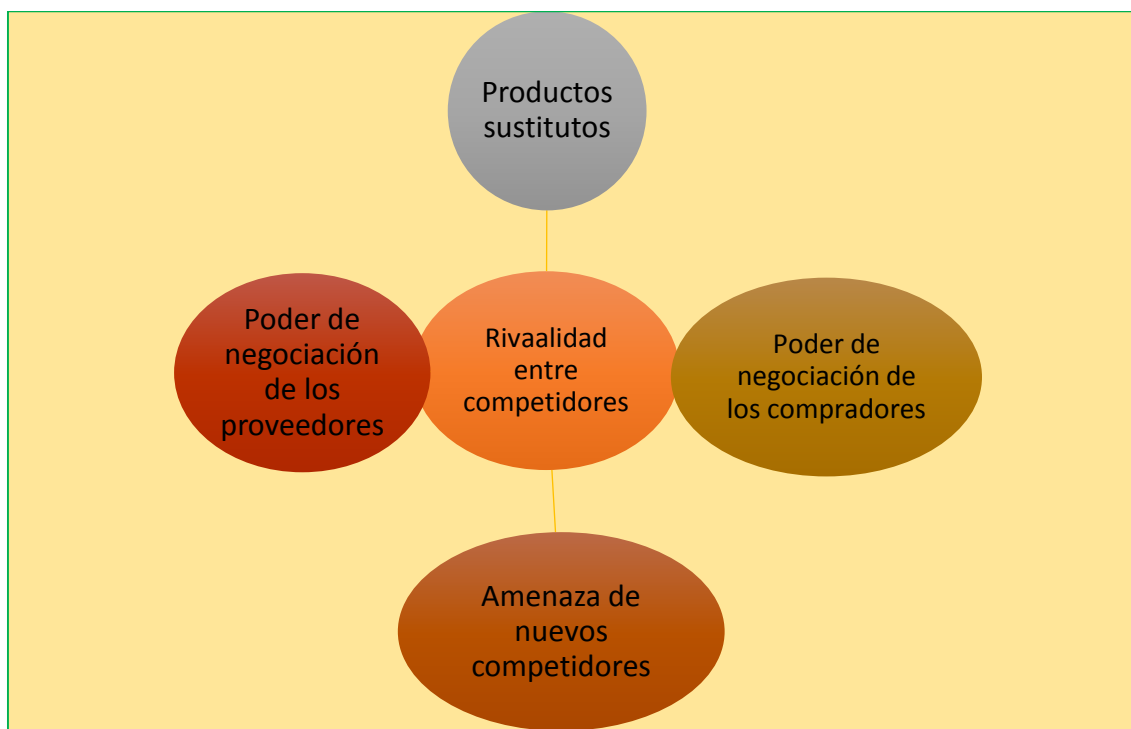 Productos
sustitutos
Poder de
negociación
de los
proveedores
Rivaalidad
entre
competidores
Poder de
negociación de
los compradores
Amenaza de
nuevos
competidores